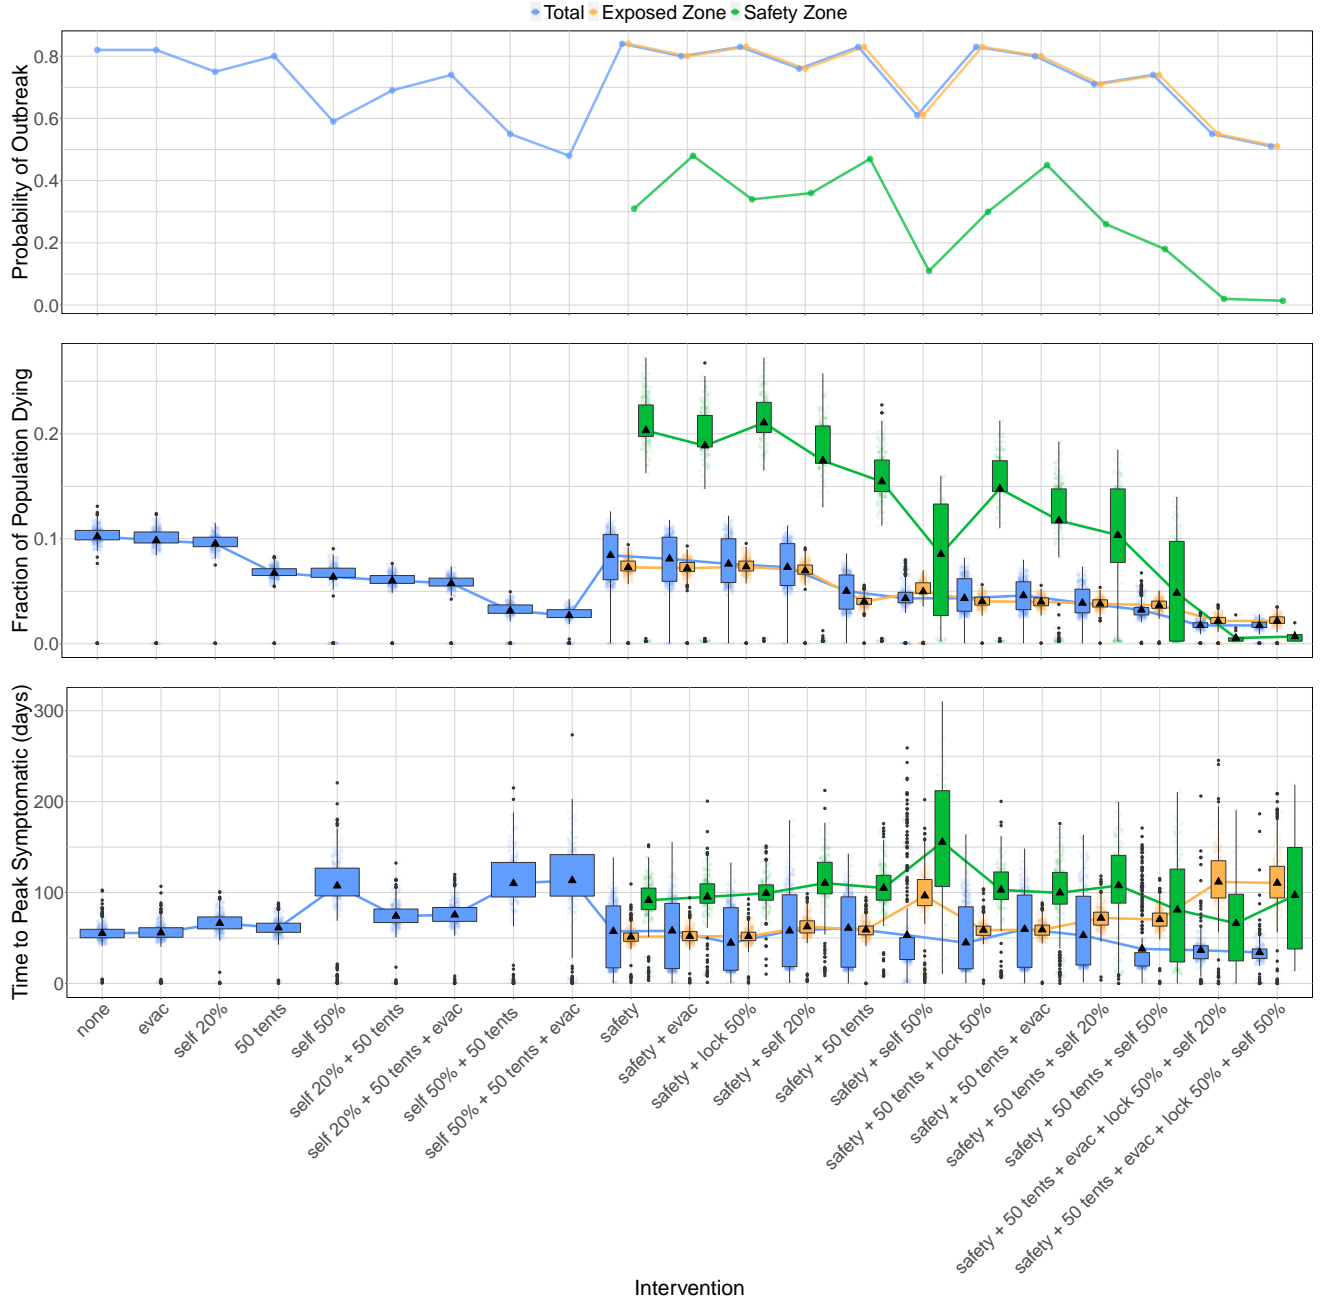 Total Exposed Zone Safety Zone
Probability of Outbreak
0.8
0.6
0.4
0.2
0.0
Fraction of Population Dying
0.2
0.1
0.0
Time to Peak Symptomatic (days)
300
200
100
0
none
evac
self 20%
50 tents
self 50%
self 20% + 50 tents
self 20% + 50 tents + evac
self 50% + 50 tents
self 50% + 50 tents + evac
safety
safety + evac
safety + lock 50%
safety + self 20%
safety + 50 tents
safety + self 50%
safety + 50 tents + lock 50%
safety + 50 tents + evac
safety + 50 tents + self 20%
safety + 50 tents + self 50%
safety + 50 tents + evac + lock 50% + self 20%
safety + 50 tents + evac + lock 50% + self 50%
Intervention